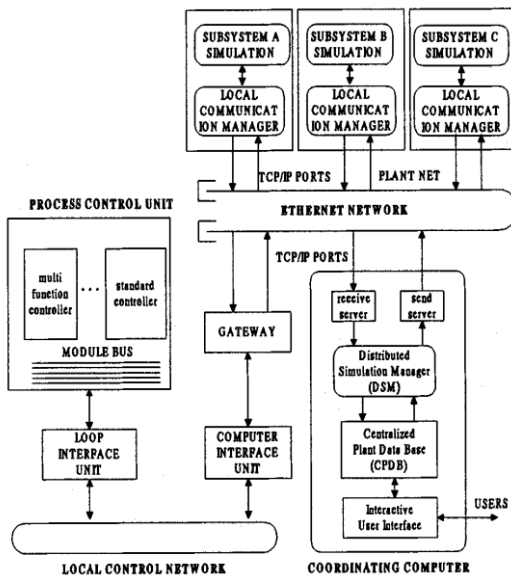 SUBSYSTEM A
SIMULATION
SUBSYSTEM B
SIMULATION
SUBSYSTEM C
SIMULATION
LOCAL
COMMUNICAT
ION MANAGER
LOCAL
COMMUNICAT
ION MANAGER
LOCAL
COMMUNICAT
ION MANAGER
TCP/IP PORTS
PLANT NET
ETHERNET NETWORK
PROCESS CONTROL UNIT
multi
function
controller
...
standard
controller
MODULE BUS
TCP/IP PORTS
GATEWAY
receive
server
send
server
Distributed
Simulation Manager
(DSM)
LOOP
INTERFACE
UNIT
COMPUTER
INTERFACE
UNIT
Centralized
Plant Data Base
(CPDB)
Interactive
User Interface
USERS
LOCAL CONTROL NETWORK
COORDINATING COMPUTER